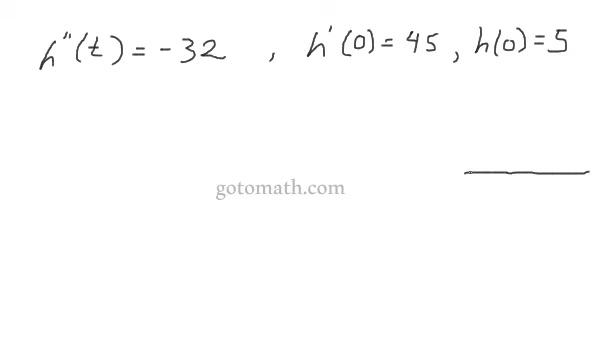 h''(t) = -32 , h'(0) = 45 , h(0) = 5
gotomath.com